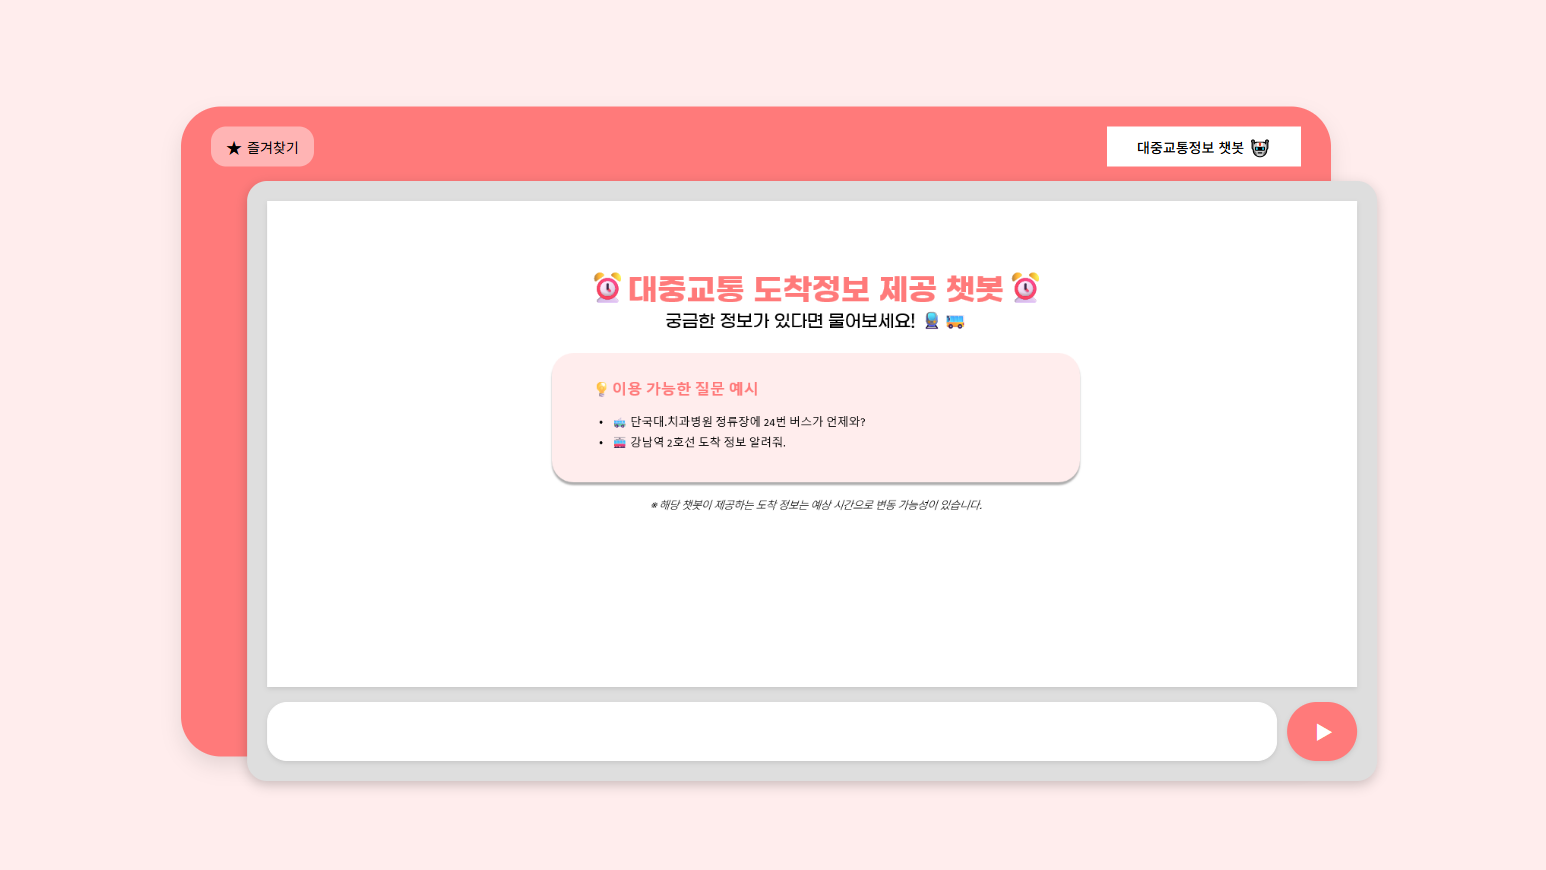 ★ 즐겨찾기
대중교통정보 챗봇
대중교통 도착정보 제공 챗봇
궁금한 정보가 있다면 물어보세요!
이용 가능한 질문 예시
• 단국대.치과병원 정류장에 24번 버스가 언제와?
• 강남역 2호선 도착 정보 알려줘.
※ 해당 챗봇이 제공하는 도착 정보는 예상 시간으로 변동 가능성이 있습니다.